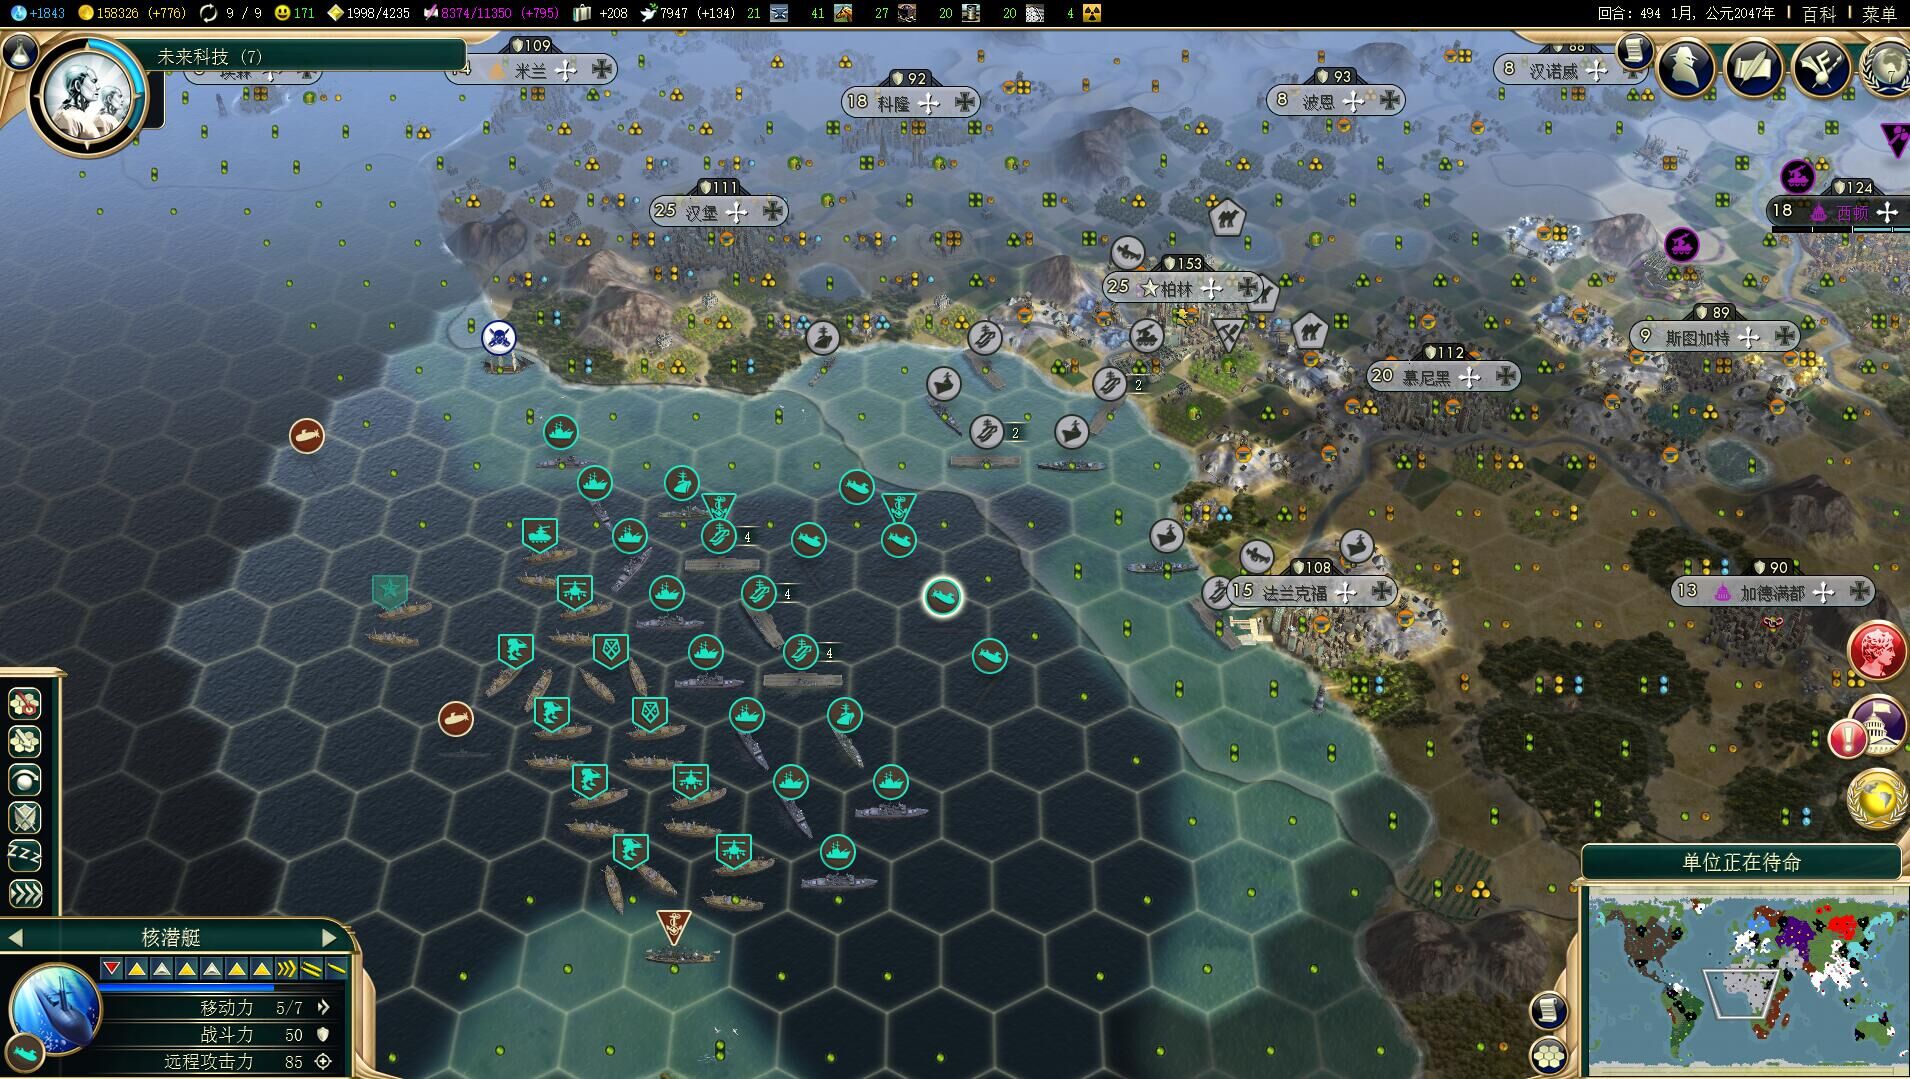 +1843 158326 (+776) 9 / 9 171 1998/4235 8374/11350 (+795) +208 7947 (+134) 21 41 27 20 20 4
回合: 494 1月, 公元2047年 百科 菜单
未来科技 (7)
109
米兰
92
18 科隆
93
8 波恩
88
8 汉诺威
111
25 汉堡
124
18 西顿
153
25 柏林
89
9 斯图加特
112
20 慕尼黑
2
2
108
15 法兰克福
90
13 加德满都
4
4
4
单位正在待命
核潜艇
移动力 5/7
战斗力 50
远程攻击力 85